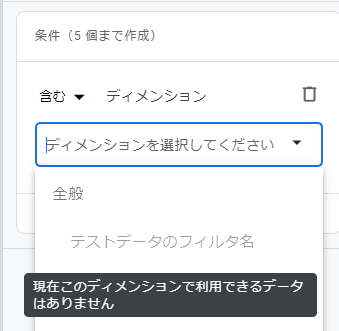 条件（5 個まで作成）
含む ディメンション
ディメンションを選択してください
全般
テストデータのフィルタ名
現在このディメンションで利用できるデータ
はありません